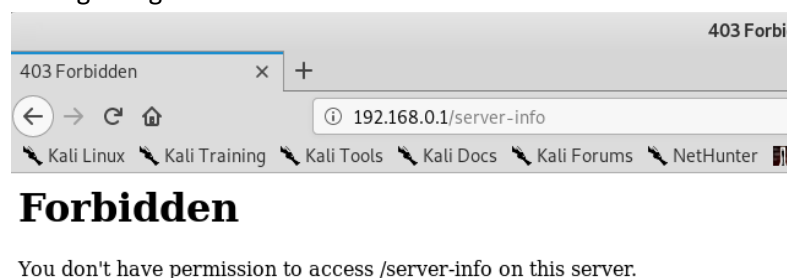 403 Forbi
403 Forbidden
192.168.0.1/server-info
Kali Linux Kali Training Kali Tools Kali Docs Kali Forums NetHunter
Forbidden
You don't have permission to access /server-info on this server.